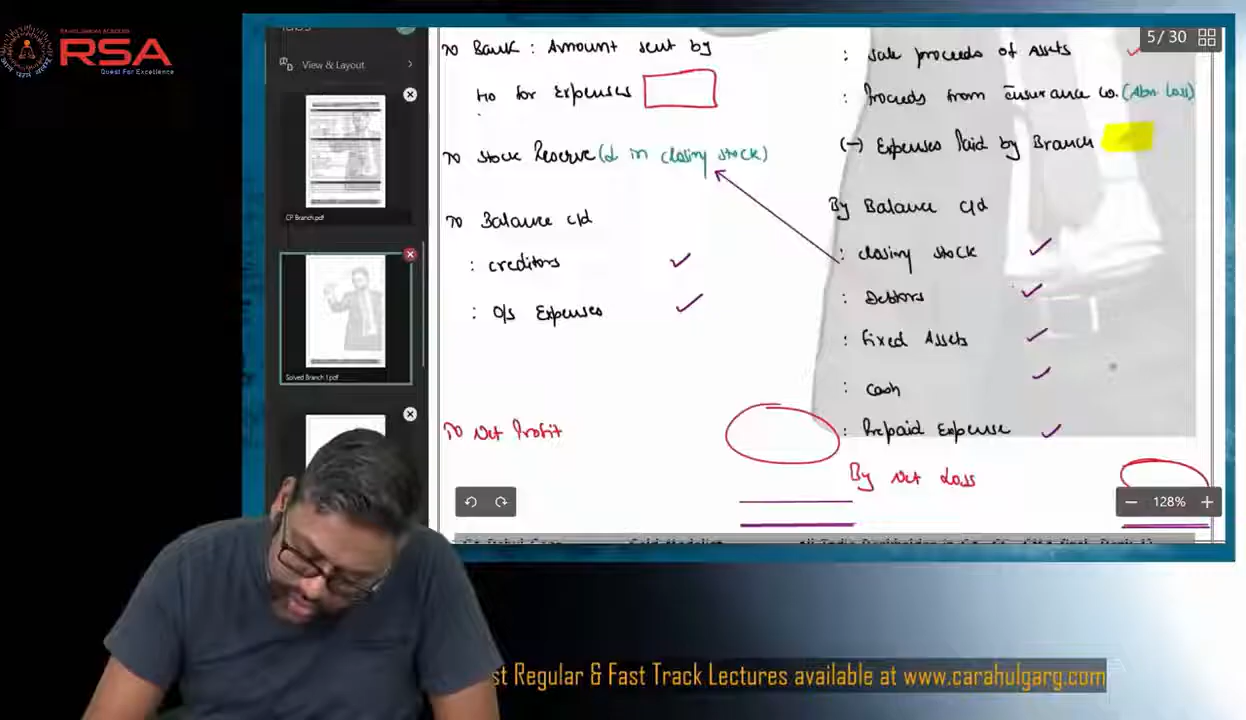 RSA
Quest For Excellence
View & Layout
CP Branch.pdf
Solved Branch 1.pdf
5 / 30
To Bank : Amount sent by
HO for Expenses
To Stock Reserve (L in closing stock)
To Balance c/d
: creditors
: O/s Expenses
To Net Profit
: Sale proceeds of Assets
: Proceeds from insurance co. (Abn. Loss)
(-) Expenses Paid by Branch
By Balance c/d
: closing stock
: Debtors
: Fixed Assets
: cash
: Prepaid Expense
By Net Loss
128%
st Regular & Fast Track Lectures available at www.carahulgarg.com